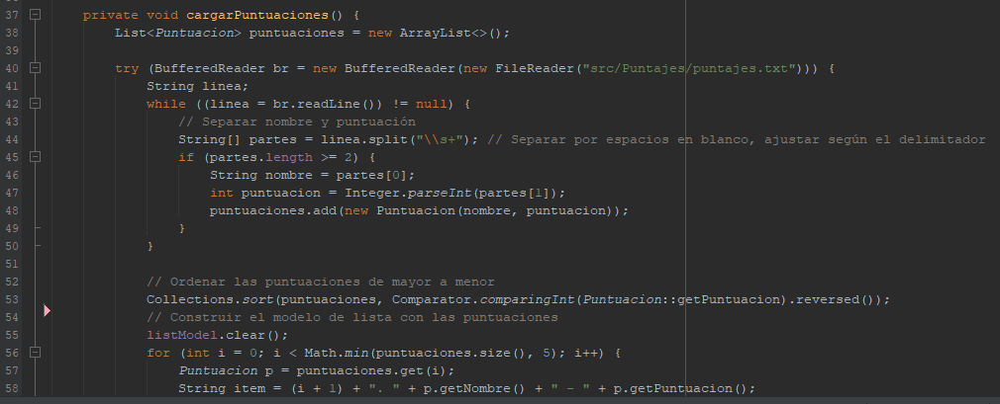 37 private void cargarPuntuaciones() {
38 List<Puntuacion> puntuaciones = new ArrayList<>();
39
40 try (BufferedReader br = new BufferedReader(new FileReader("src/Puntajes/puntajes.txt"))) {
41 String linea;
42 while ((linea = br.readLine()) != null) {
43 // Separar nombre y puntuación
44 String[] partes = linea.split("\\s+"); // Separar por espacios en blanco, ajustar según el delimitador
45 if (partes.length >= 2) {
46 String nombre = partes[0];
47 int puntuacion = Integer.parseInt(partes[1]);
48 puntuaciones.add(new Puntuacion(nombre, puntuacion));
49 }
50 }
51
52 // Ordenar las puntuaciones de mayor a menor
53 Collections.sort(puntuaciones, Comparator.comparingInt(Puntuacion::getPuntuacion).reversed());
54 // Construir el modelo de lista con las puntuaciones
55 listModel.clear();
56 for (int i = 0; i < Math.min(puntuaciones.size(), 5); i++) {
57 Puntuacion p = puntuaciones.get(i);
58 String item = (i + 1) + ". " + p.getNombre() + " - " + p.getPuntuacion();